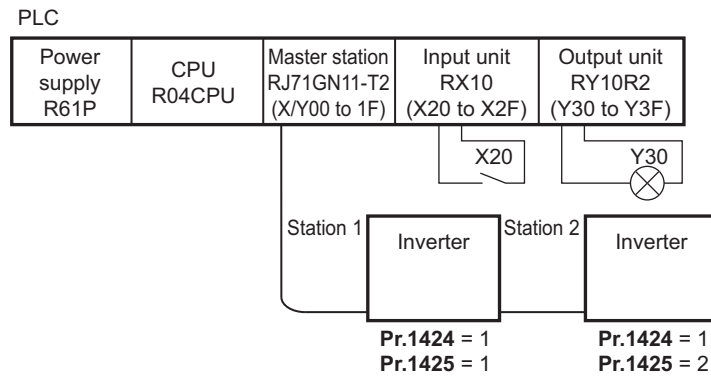 PLC
Power
supply
R61P
CPU
R04CPU
Master station
RJ71GN11-T2
(X/Y00 to 1F)
Input unit
RX10
(X20 to X2F)
Output unit
RY10R2
(Y30 to Y3F)
X20
Y30
Station 1
Inverter
Station 2
Inverter
Pr.1424 = 1
Pr.1425 = 1
Pr.1424 = 1
Pr.1425 = 2